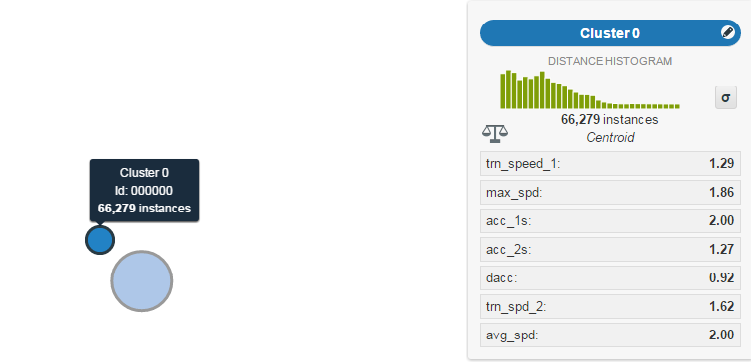 Cluster 0
Id: 000000
66,279 instances
Cluster 0
DISTANCE HISTOGRAM
σ
66,279 instances
Centroid
trn_speed_1: 1.29
max_spd: 1.86
acc_1s: 2.00
acc_2s: 1.27
dacc: 0.92
trn_spd_2: 1.62
avg_spd: 2.00